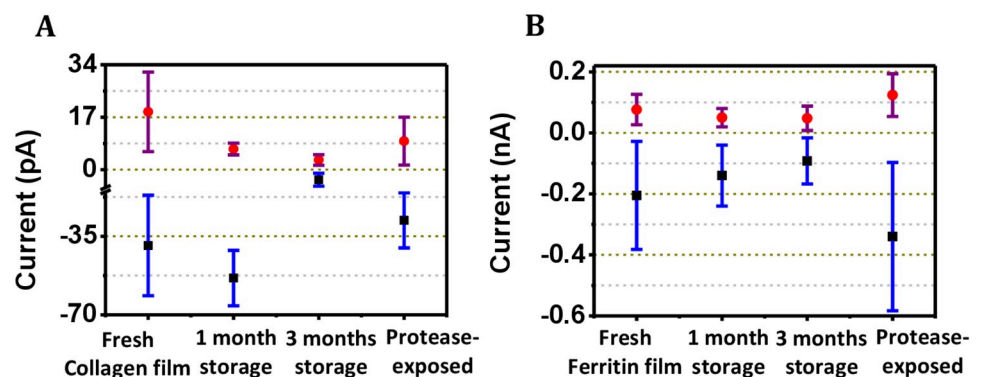 A
Current (pA)
34
17
0
-35
-70
Fresh
Collagen film
1 month
storage
3 months
storage
Protease-
exposed
B
Current (nA)
0.2
0.0
-0.2
-0.4
-0.6
Fresh
Ferritin film
1 month
storage
3 months
storage
Protease-
exposed